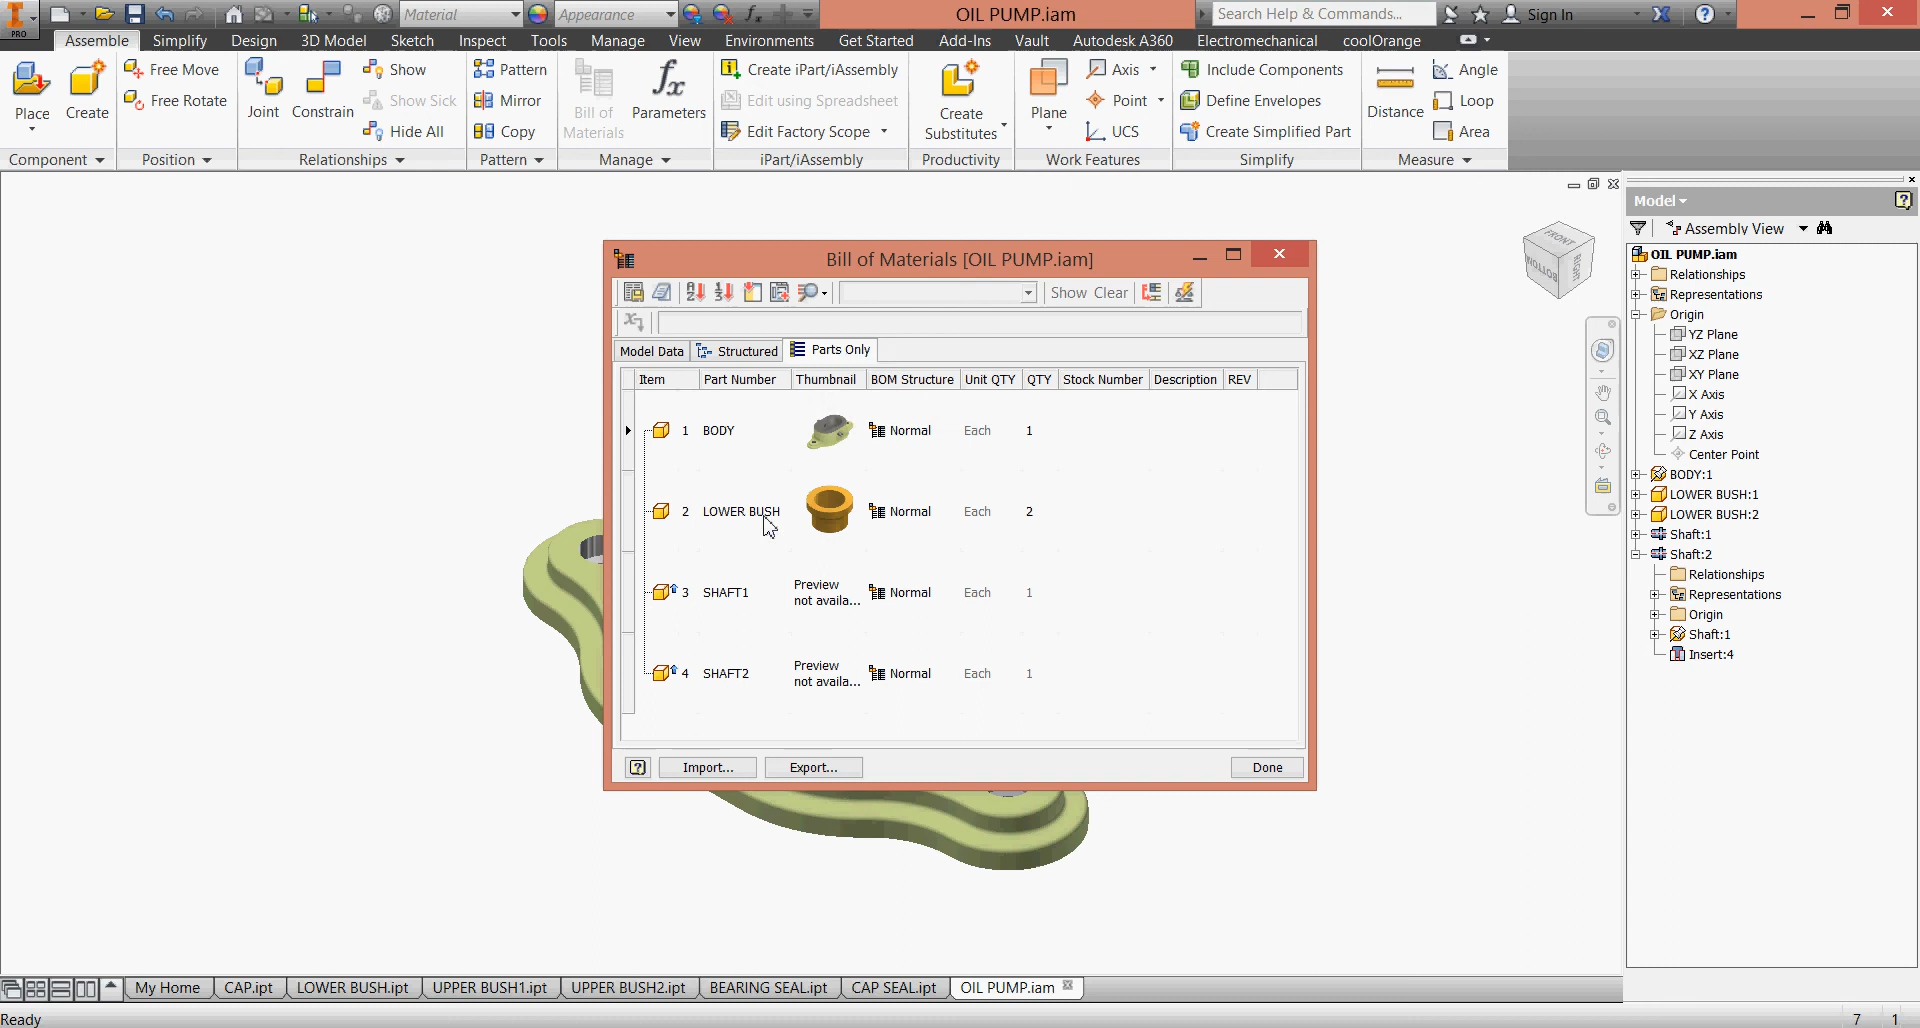 PRO
Material
Appearance
OIL PUMP.iam
Search Help & Commands...
Sign In
Assemble Simplify Design 3D Model Sketch Inspect Tools Manage View Environments Get Started Add-Ins Vault Autodesk A360 Electromechanical coolOrange
Place
Create
Free Move
Free Rotate
Joint
Constrain
Show
Show Sick
Hide All
Pattern
Mirror
Copy
Bill of
Materials
Parameters
Create iPart/iAssembly
Edit using Spreadsheet
Edit Factory Scope
Create
Substitutes
Plane
Axis
Point
UCS
Include Components
Define Envelopes
Create Simplified Part
Distance
Angle
Loop
Area
Component Position Relationships Pattern Manage iPart/iAssembly Productivity Work Features Simplify Measure
FRONT
BOTTOM
RIGHT
Model
Assembly View
OIL PUMP.iam
Relationships
Representations
Origin
YZ Plane
XZ Plane
XY Plane
X Axis
Y Axis
Z Axis
Center Point
BODY:1
LOWER BUSH:1
LOWER BUSH:2
Shaft:1
Shaft:2
Relationships
Representations
Origin
Shaft:1
Insert:4
Bill of Materials [OIL PUMP.iam]
Show Clear
Model Data Structured Parts Only
Item Part Number Thumbnail BOM Structure Unit QTY QTY Stock Number Description REV
1 BODY Normal Each 1
2 LOWER BUSH Normal Each 2
3 SHAFT1 Preview not availa... Normal Each 1
4 SHAFT2 Preview not availa... Normal Each 1
Import... Export... Done
My Home CAP.ipt LOWER BUSH.ipt UPPER BUSH1.ipt UPPER BUSH2.ipt BEARING SEAL.ipt CAP SEAL.ipt OIL PUMP.iam
Ready 7 1